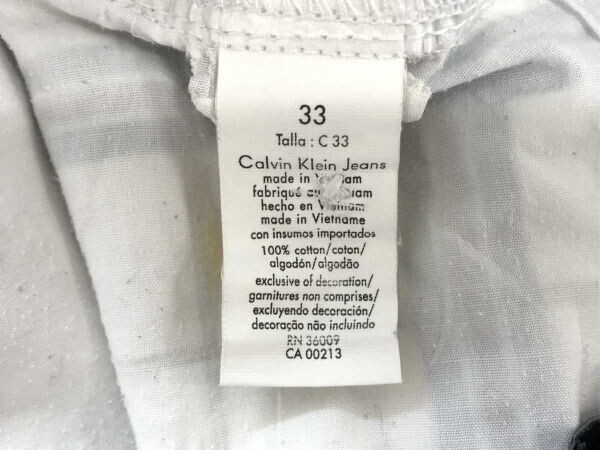 33
Talla : C 33
Calvin Klein Jeans
made in
fabriqué au
hecho en Vietnam
made in Vietname
con insumos importados
100% cotton/coton/
algodón/algodão
exclusive of decoration/
garnitures non comprises/
excluyendo decoración/
decoração não incluindo
RN 36009
CA 00213